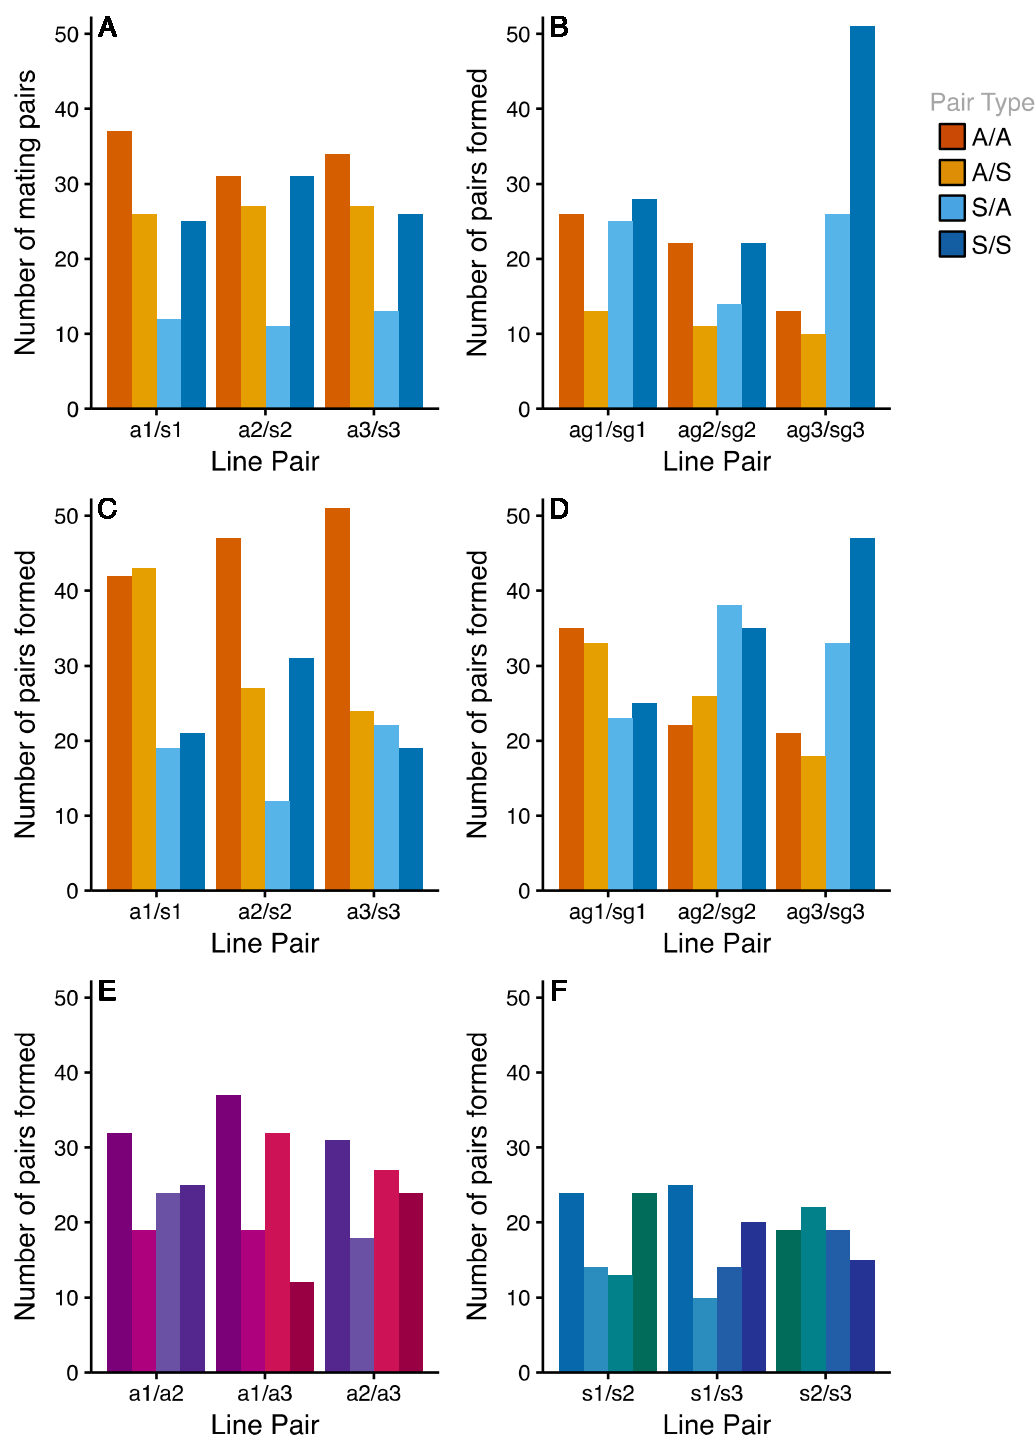 A
Number of mating pairs
50
40
30
20
10
0
a1/s1 a2/s2 a3/s3
Line Pair
B
Number of pairs formed
50
40
30
20
10
0
ag1/sg1 ag2/sg2 ag3/sg3
Line Pair
Pair Type
A/A
A/S
S/A
S/S
C
Number of pairs formed
50
40
30
20
10
0
a1/s1 a2/s2 a3/s3
Line Pair
D
Number of pairs formed
50
40
30
20
10
0
ag1/sg1 ag2/sg2 ag3/sg3
Line Pair
E
Number of pairs formed
50
40
30
20
10
0
a1/a2 a1/a3 a2/a3
Line Pair
F
Number of pairs formed
50
40
30
20
10
0
s1/s2 s1/s3 s2/s3
Line Pair